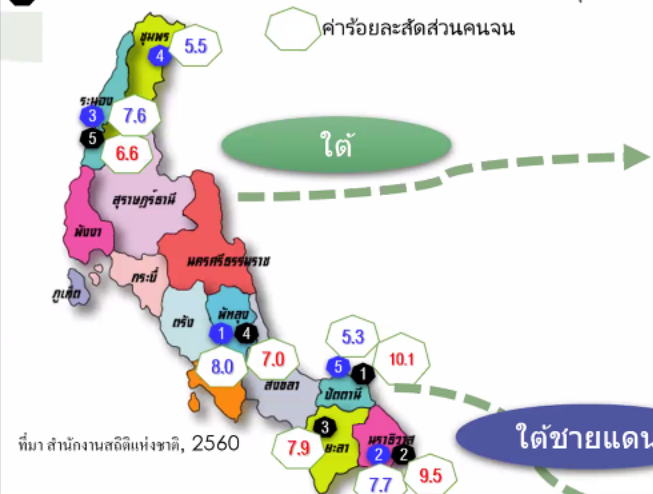 ค่าร้อยละสัดส่วนคนจน
ชุมพร
4
5.5
ระนอง
3
7.6
5
6.6
ใต้
สุราษฎร์ธานี
พังงา
นครศรีธรรมราช
กระบี่
ภูเก็ต
ตรัง
พัทลุง
1
4
8.0
7.0
5.3
10.1
5
1
สงขลา
ปัตตานี
3
7.9
ยะลา
นราธิวาส
2
2
7.7
9.5
ใต้ชายแดน
ที่มา สำนักงานสถิติแห่งชาติ, 2560